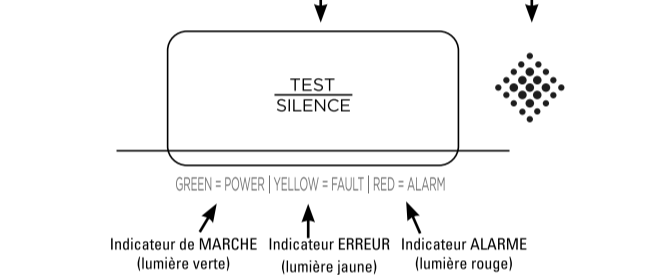 TEST
SILENCE
GREEN = POWER | YELLOW = FAULT | RED = ALARM
Indicateur de MARCHE Indicateur ERREUR Indicateur ALARME
(lumière verte) (lumière jaune) (lumière rouge)